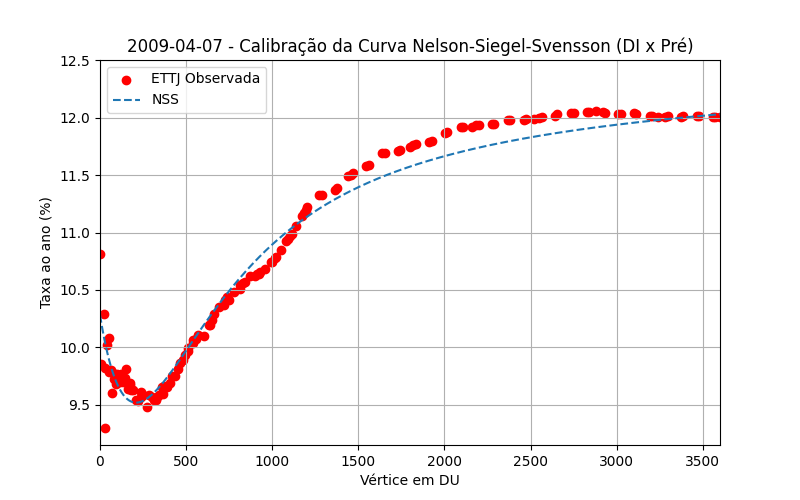 2009-04-07 - Calibração da Curva Nelson-Siegel-Svensson (DI x Pré)
12.5
ETTJ Observada
NSS
12.0
11.5
11.0
10.5
10.0
9.5
Taxa ao ano (%)
0 500 1000 1500 2000 2500 3000 3500
Vértice em DU